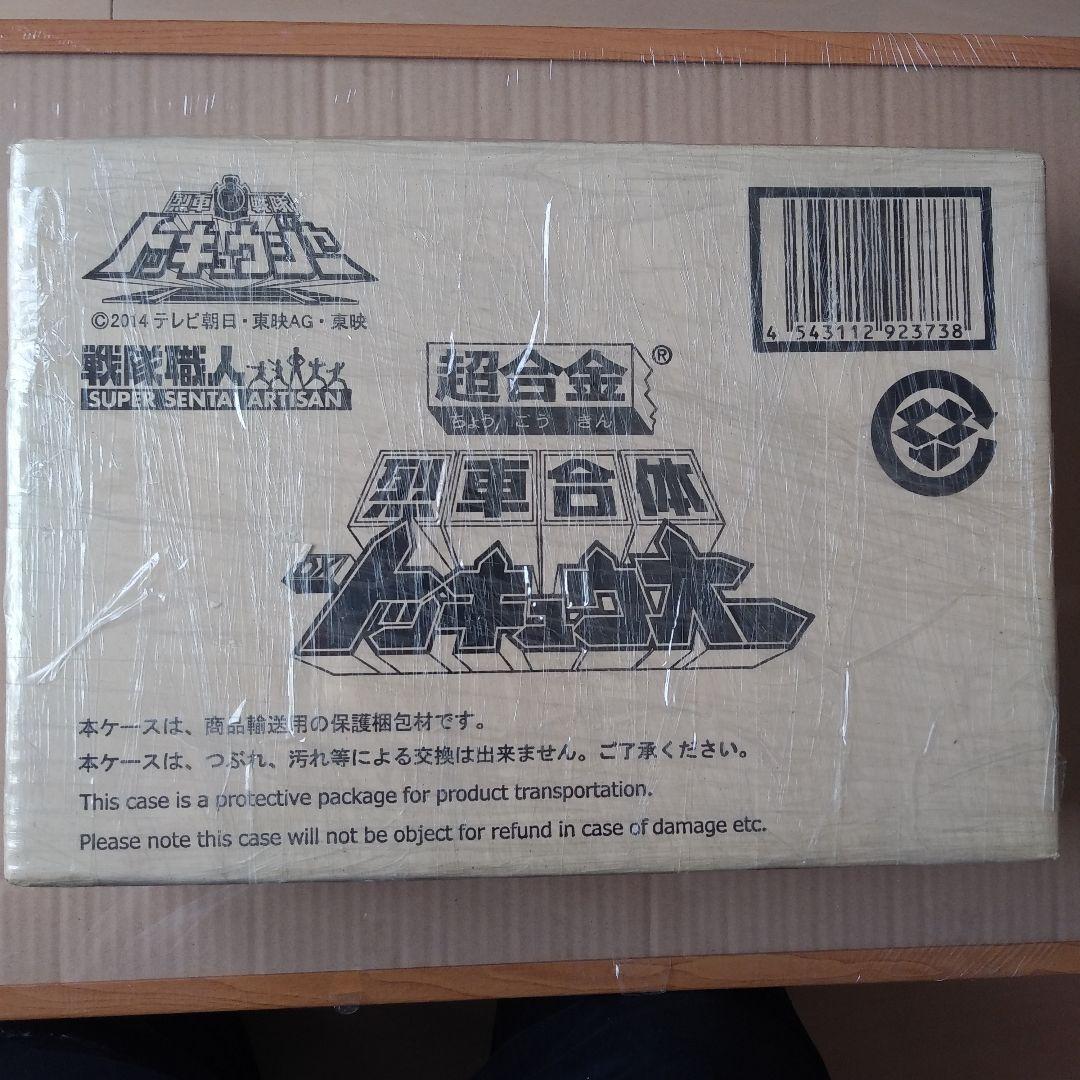 烈車戦隊
トッキュウジャー
©2014 テレビ朝日・東映AG・東映
戦隊職人
SUPER SENTAI ARTISAN
4 543112 923738
超合金®
ちょうごうきん
烈車合体
DX
トッキュウオー
本ケースは、商品輸送用の保護梱包材です。
本ケースは、つぶれ、汚れ等による交換は出来ません。ご了承ください。
This case is a protective package for product transportation.
Please note this case will not be object for refund in case of damage etc.